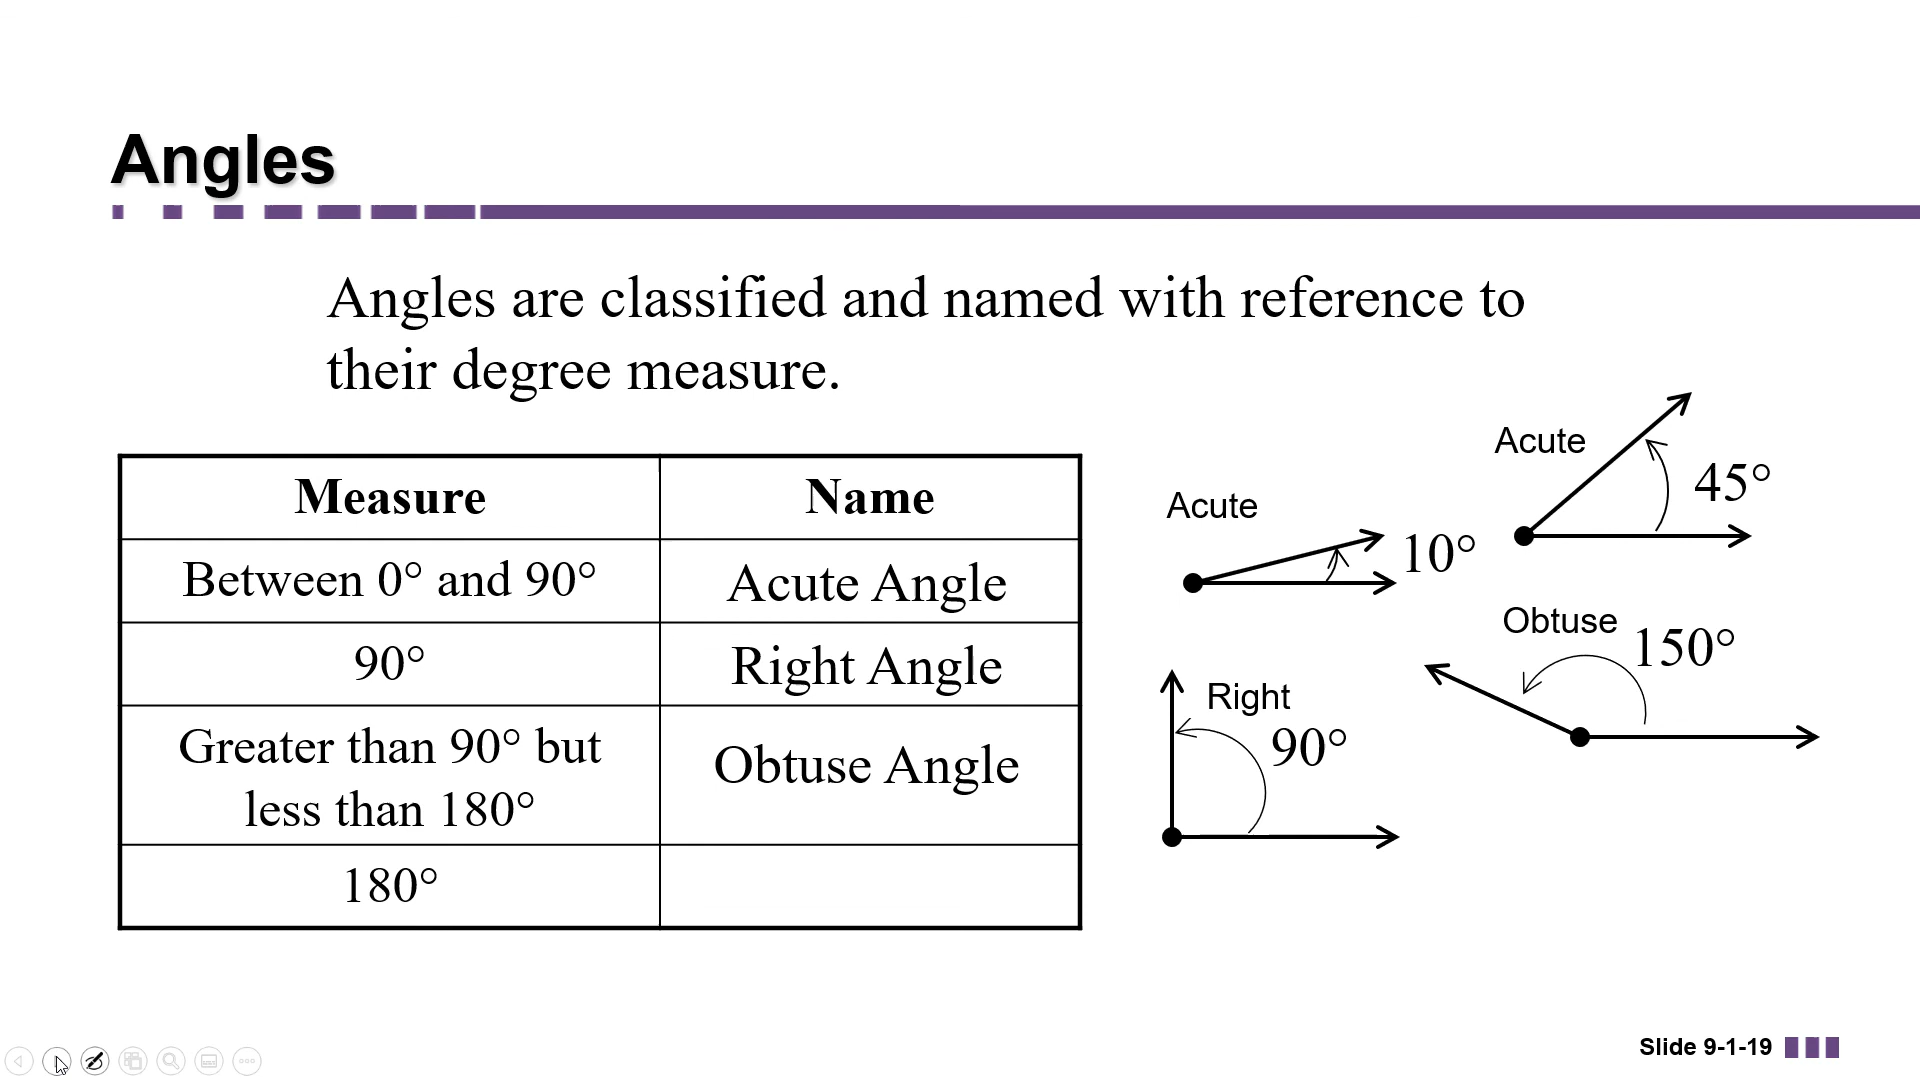 Angles
Angles are classified and named with reference to
their degree measure.
Measure Name
Between 0° and 90° Acute Angle
90° Right Angle
Greater than 90° but
less than 180°
Obtuse Angle
180°
Acute
45°
Acute
10°
Obtuse
150°
Right
90°
Slide 9-1-19